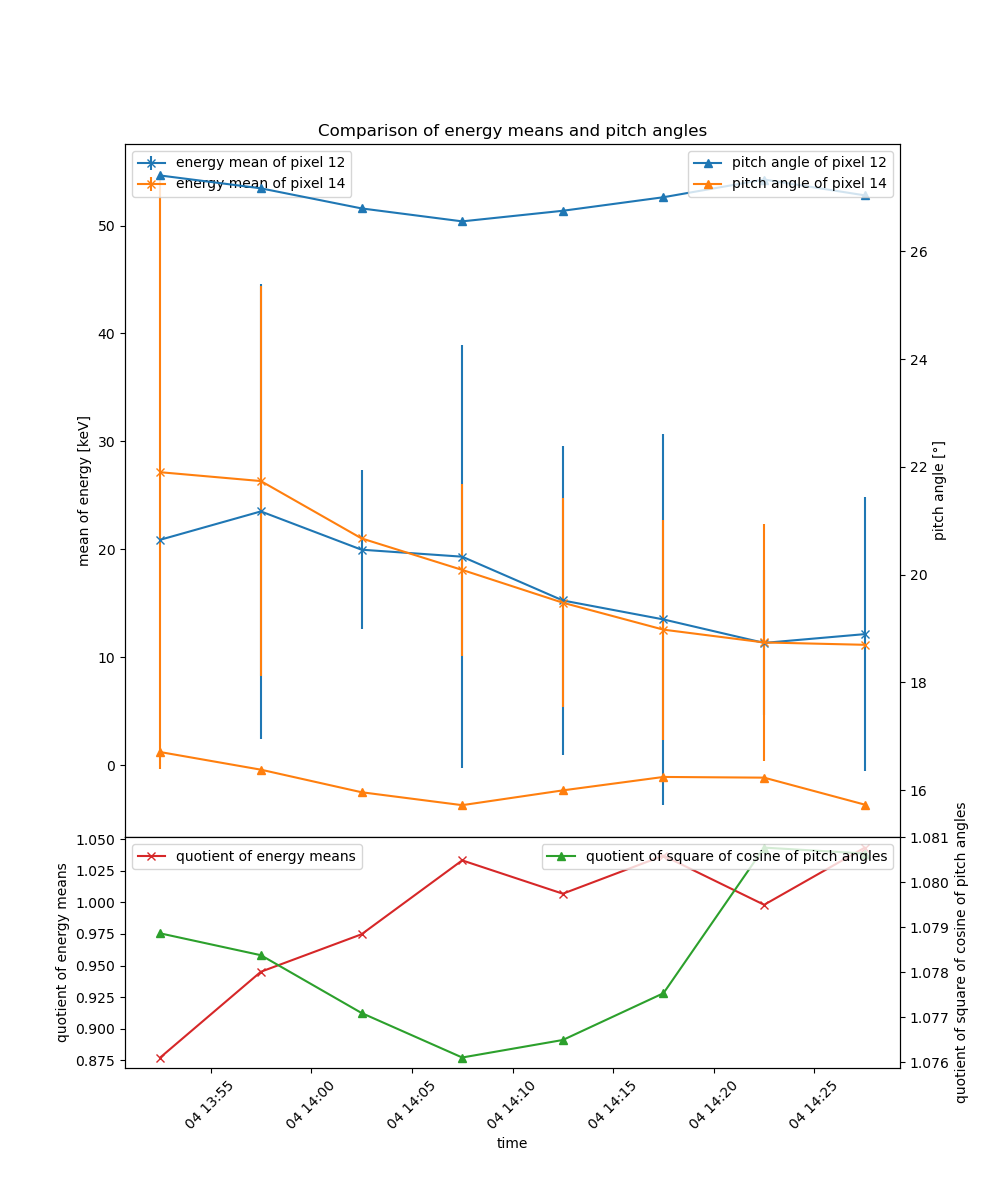 Comparison of energy means and pitch angles
energy mean of pixel 12
energy mean of pixel 14
pitch angle of pixel 12
pitch angle of pixel 14
50
40
30
20
10
0
mean of energy [keV]
26
24
22
20
18
16
pitch angle [°]
quotient of energy means
quotient of square of cosine of pitch angles
1.050
1.025
1.000
0.975
0.950
0.925
0.900
0.875
quotient of energy means
1.081
1.080
1.079
1.078
1.077
1.076
quotient of square of cosine of pitch angles
04 13:55
04 14:00
04 14:05
04 14:10
04 14:15
04 14:20
04 14:25
time